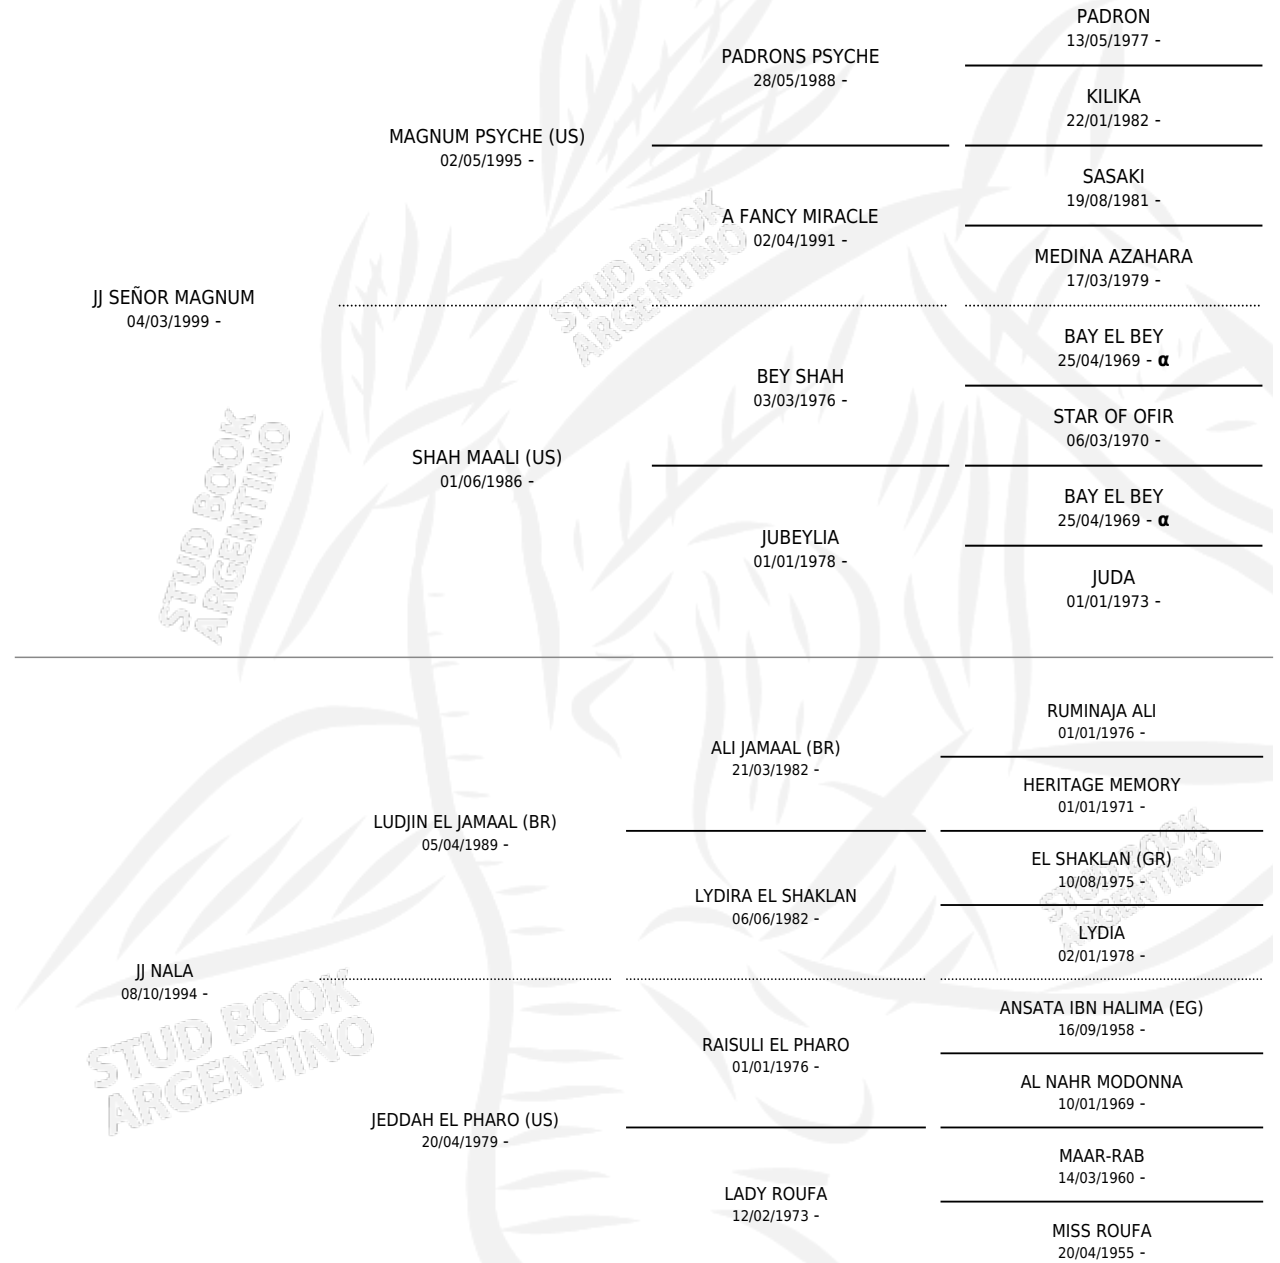 PADRON
13/05/1977 -
PADRONS PSYCHE
28/05/1988 -
KILIKA
22/01/1982 -
MAGNUM PSYCHE (US)
02/05/1995 -
SASAKI
19/08/1981 -
A FANCY MIRACLE
02/04/1991 -
MEDINA AZAHARA
17/03/1979 -
JJ SEÑOR MAGNUM
04/03/1999 -
BAY EL BEY
25/04/1969 - α
BEY SHAH
03/03/1976 -
STAR OF OFIR
06/03/1970 -
SHAH MAALI (US)
01/06/1986 -
BAY EL BEY
25/04/1969 - α
JUBEYLIA
01/01/1978 -
JUDA
01/01/1973 -
RUMINAJA ALI
01/01/1976 -
ALI JAMAAL (BR)
21/03/1982 -
HERITAGE MEMORY
01/01/1971 -
LUDJIN EL JAMAAL (BR)
05/04/1989 -
EL SHAKLAN (GR)
10/08/1975 -
LYDIRA EL SHAKLAN
06/06/1982 -
LYDIA
02/01/1978 -
JJ NALA
08/10/1994 -
ANSATA IBN HALIMA (EG)
16/09/1958 -
RAISULI EL PHARO
01/01/1976 -
AL NAHR MODONNA
10/01/1969 -
JEDDAH EL PHARO (US)
20/04/1979 -
MAAR-RAB
14/03/1960 -
LADY ROUFA
12/02/1973 -
MISS ROUFA
20/04/1955 -
STUD BOOK
ARGENTINO
STUD BOOK
ARGENTINO
STUD BOOK
ARGENTINO
STUD BOOK
ARGENTINO